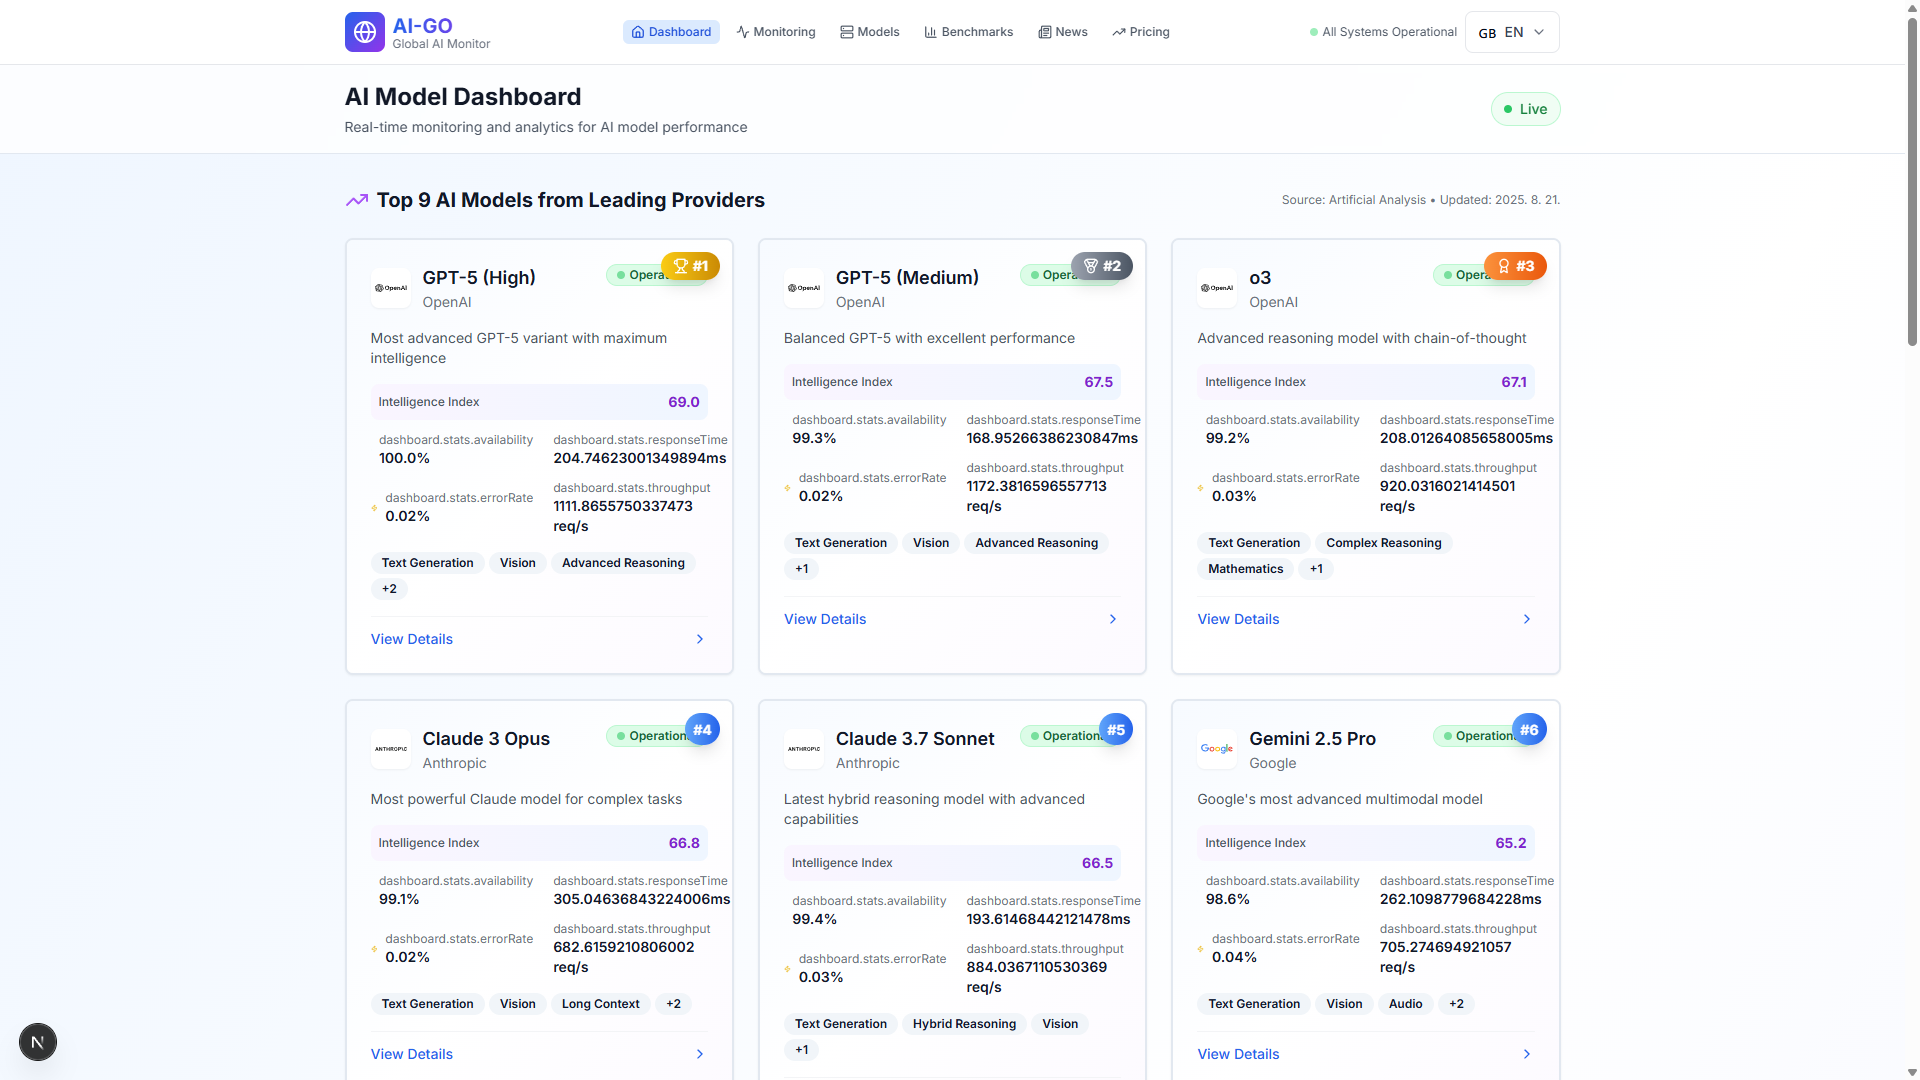 AI-GO
Global AI Monitor
Dashboard
Monitoring
Models
Benchmarks
News
Pricing
All Systems Operational
GB EN
AI Model Dashboard
Real-time monitoring and analytics for AI model performance
Live
Top 9 AI Models from Leading Providers
Source: Artificial Analysis • Updated: 2025. 8. 21.
OpenAI
GPT-5 (High)
OpenAI
Opera
#1
Most advanced GPT-5 variant with maximum
intelligence
Intelligence Index 69.0
dashboard.stats.availability
100.0%
dashboard.stats.responseTime
204.74623001349894ms
dashboard.stats.errorRate
0.02%
dashboard.stats.throughput
1111.8655750337473
req/s
Text Generation Vision Advanced Reasoning
+2
View Details
OpenAI
GPT-5 (Medium)
OpenAI
Opera
#2
Balanced GPT-5 with excellent performance
Intelligence Index 67.5
dashboard.stats.availability
99.3%
dashboard.stats.responseTime
168.95266386230847ms
dashboard.stats.errorRate
0.02%
dashboard.stats.throughput
1172.3816596557713
req/s
Text Generation Vision Advanced Reasoning
+1
View Details
OpenAI
o3
OpenAI
Opera
#3
Advanced reasoning model with chain-of-thought
Intelligence Index 67.1
dashboard.stats.availability
99.2%
dashboard.stats.responseTime
208.01264085658005ms
dashboard.stats.errorRate
0.03%
dashboard.stats.throughput
920.0316021414501
req/s
Text Generation Complex Reasoning
Mathematics +1
View Details
ANTHROP\C
Claude 3 Opus
Anthropic
Operation
#4
Most powerful Claude model for complex tasks
Intelligence Index 66.8
dashboard.stats.availability
99.1%
dashboard.stats.responseTime
305.04636843224006ms
dashboard.stats.errorRate
0.02%
dashboard.stats.throughput
682.6159210806002
req/s
Text Generation Vision Long Context +2
View Details
ANTHROP\C
Claude 3.7 Sonnet
Anthropic
Operation
#5
Latest hybrid reasoning model with advanced
capabilities
Intelligence Index 66.5
dashboard.stats.availability
99.4%
dashboard.stats.responseTime
193.61468442121478ms
dashboard.stats.errorRate
0.03%
dashboard.stats.throughput
884.0367110530369
req/s
Text Generation Hybrid Reasoning Vision
+1
Google
Gemini 2.5 Pro
Google
Operation
#6
Google's most advanced multimodal model
Intelligence Index 65.2
dashboard.stats.availability
98.6%
dashboard.stats.responseTime
262.1098779684228ms
dashboard.stats.errorRate
0.04%
dashboard.stats.throughput
705.274694921057
req/s
Text Generation Vision Audio +2
View Details
N